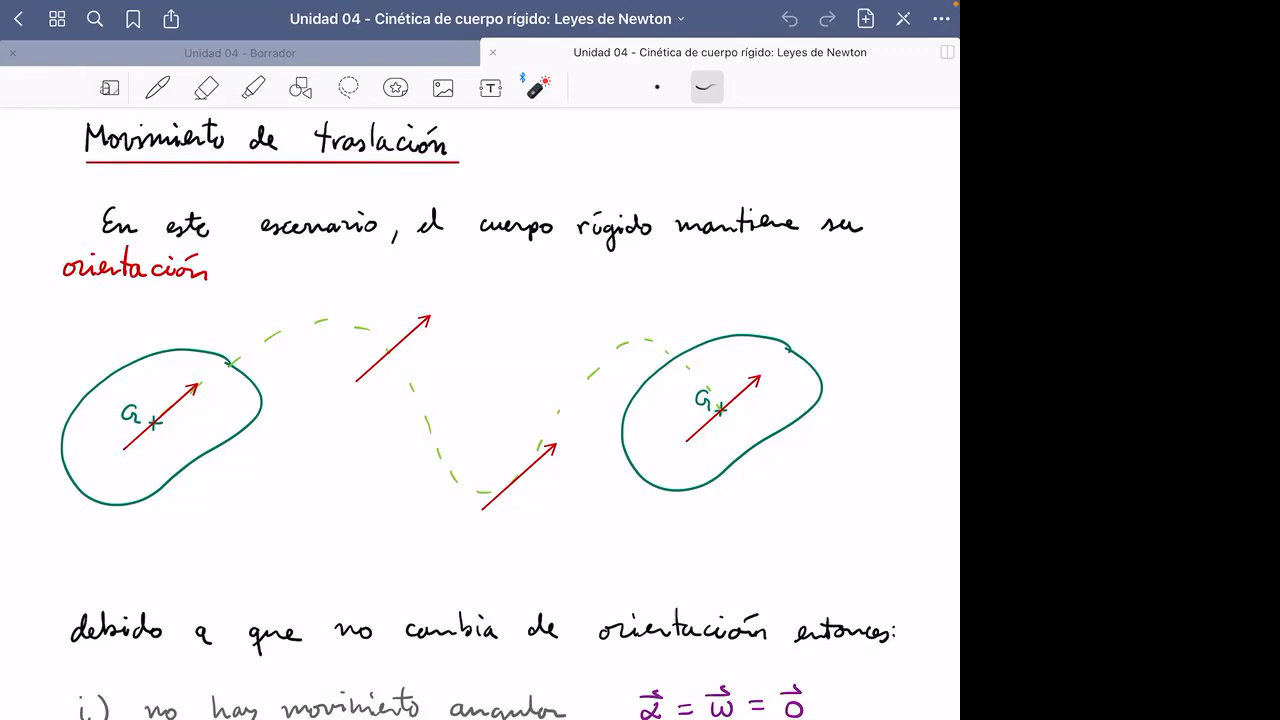 Unidad 04 - Cinética de cuerpo rígido: Leyes de Newton
Unidad 04 - Borrador
Unidad 04 - Cinética de cuerpo rígido: Leyes de Newton
Movimiento de traslación
En este escenario, el cuerpo rígido mantiene su
orientación
G
G
debido a que no cambia de orientación entonces:
i.) no hay movimiento angular α⃗ = ω⃗ = 0⃗